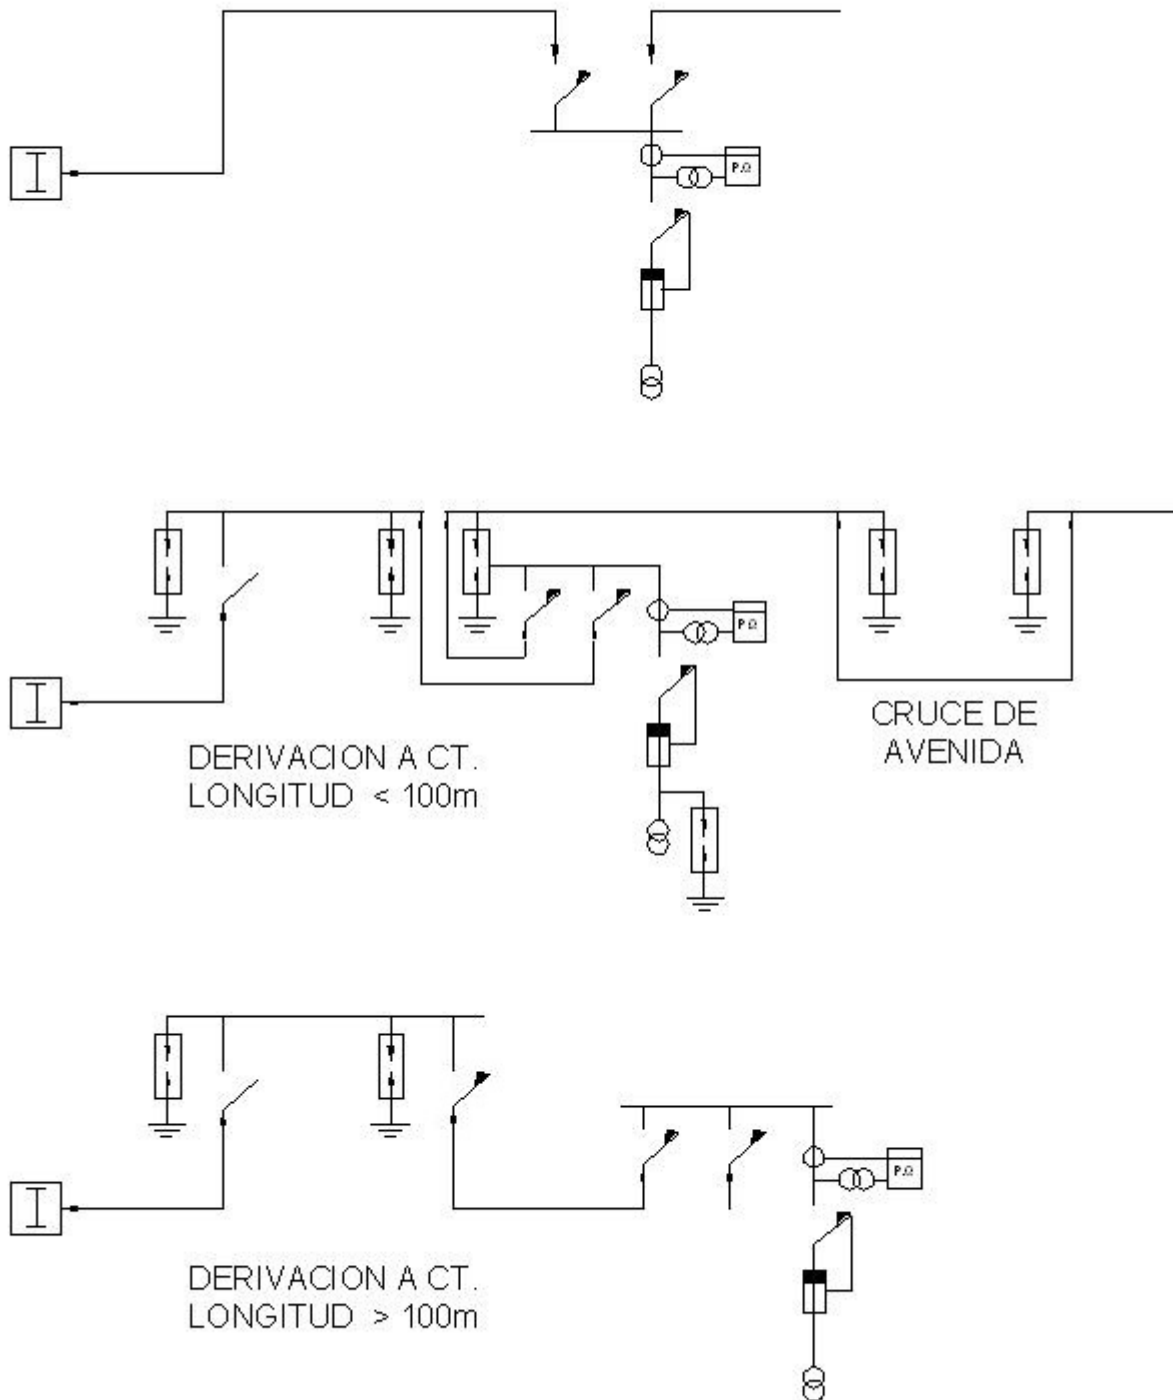 P.Ω
P.Ω
CRUCE DE
AVENIDA
DERIVACION A CT.
LONGITUD < 100m
P.Ω
DERIVACION A CT.
LONGITUD > 100m